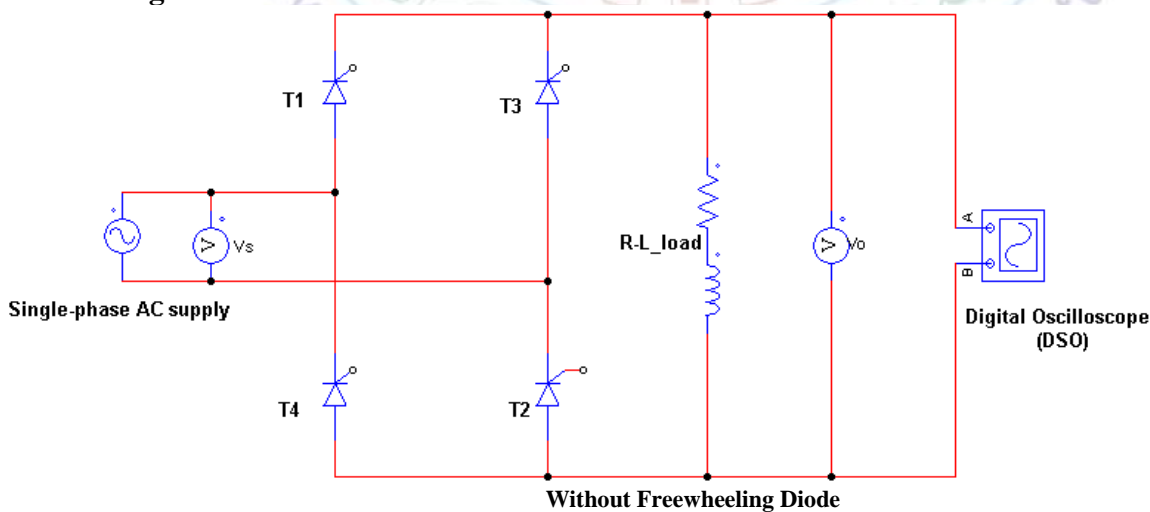 T1
T3
V
Vs
R-L_load
V
Vo
A
B
Single-phase AC supply
Digital Oscilloscope
(DSO)
T4
T2
Without Freewheeling Diode